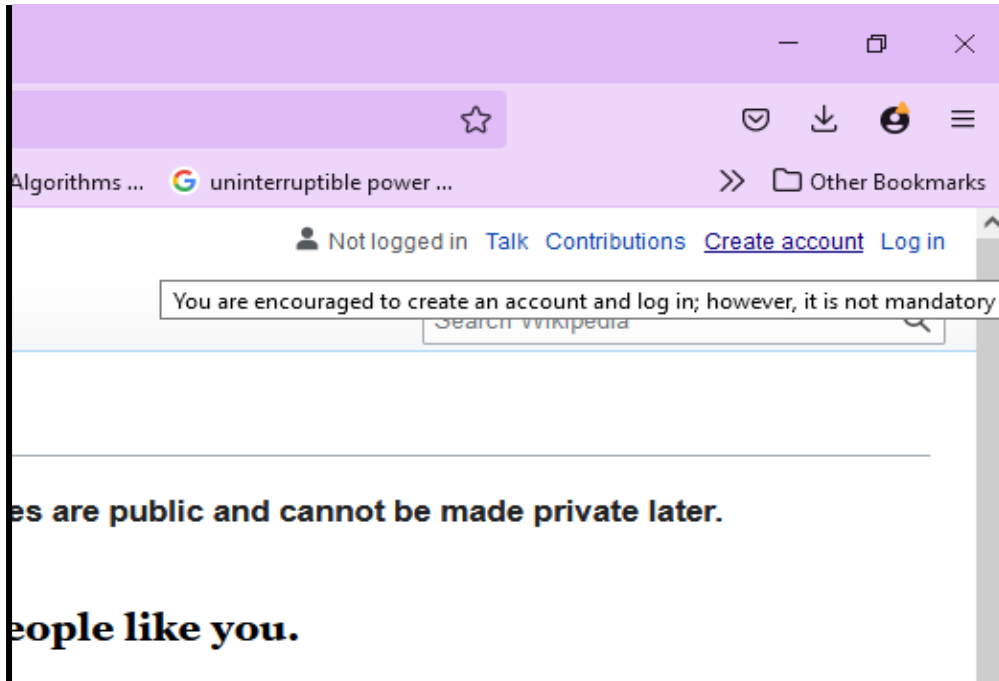 Algorithms ... uninterruptible power ... Other Bookmarks
Not logged in Talk Contributions Create account Log in
You are encouraged to create an account and log in; however, it is not mandatory
Search Wikipedia
es are public and cannot be made private later.
eople like you.